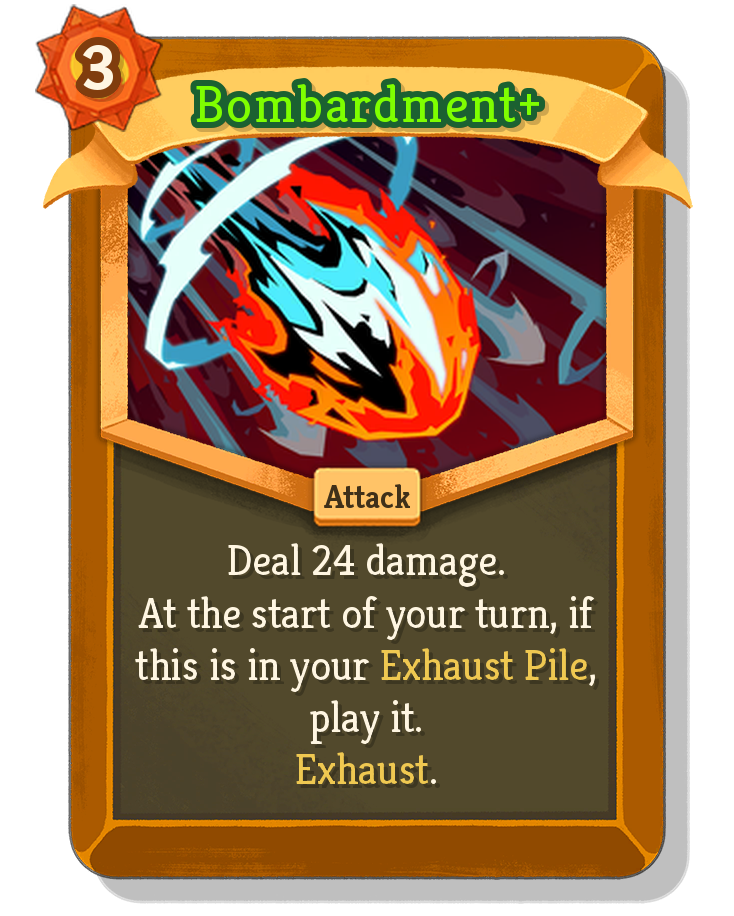 3
Bombardment+
Attack
Deal 24 damage.
At the start of your turn, if
this is in your Exhaust Pile,
play it.
Exhaust.